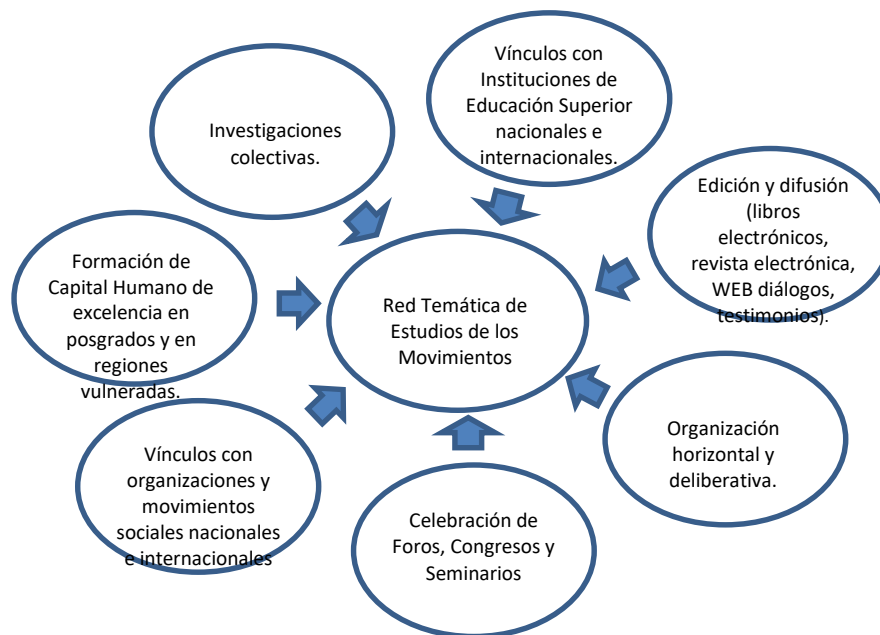 Vínculos con
Instituciones de
Educación Superior
nacionales e
internacionales.
Investigaciones
colectivas.
Edición y difusión
(libros
electrónicos,
revista electrónica,
WEB diálogos,
testimonios).
Formación de
Capital Humano de
excelencia en
posgrados y en
regiones
vulneradas.
Red Temática de
Estudios de los
Movimientos
Organización
horizontal y
deliberativa.
Vínculos con
organizaciones y
movimientos
sociales nacionales
e internacionales
Celebración de
Foros, Congresos y
Seminarios